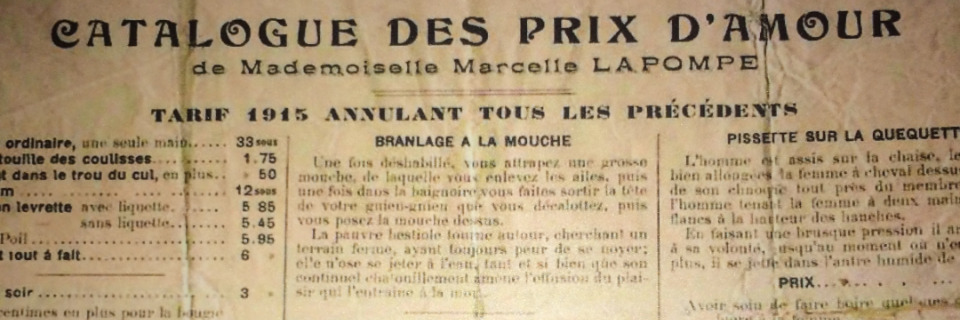 CATALOGUE DES PRIX D'AMOUR
de Mademoiselle Marcelle LAPOMPE
TARIF 1915 ANNULANT TOUS LES PRÉCÉDENTS
ordinaire, une seule main...... 33 sous
touille des coulisses........... 1.75
t dans le trou du cul, en plus.. » 50
m............ 12 sous
n levrette avec liquette......... 5 85
sans liquette........ 5.45
Poil.................... 5.95
t tout à fait.................... 6 »
soir.................... 3 »
centimes en plus pour la bougie
BRANLAGE A LA MOUCHE
Une fois déshabillé, vous attrapez une grosse
mouche, de laquelle vous enlevez les ailes, puis
une fois dans la baignoire vous faites sortir la tête
de votre guien-gnien que vous décalottez, puis
vous posez la mouche dessus.
La pauvre bestiole tourne autour, cherchant un
terrain ferme, ayant toujours peur de se noyer;
elle n'ose se jeter à l'eau, tant et si bien que son
continuel chatouillement amène l'effusion du plai-
sir qui l'entraîne à la mort.
PISSETTE SUR LA QUEQUETT
L'homme est assis sur la chaise, le
bien allongées la femme à cheval dessu
de son chnosic tout près du membre
l'homme tenant la femme à deux main
flancs à la hauteur des hanches.
En faisant une brusque pression il ar
à sa volonté, jusqu'au moment où n'e
plus, il se jette dans l'antre humide de
PRIX...
Avoir soin de faire boire